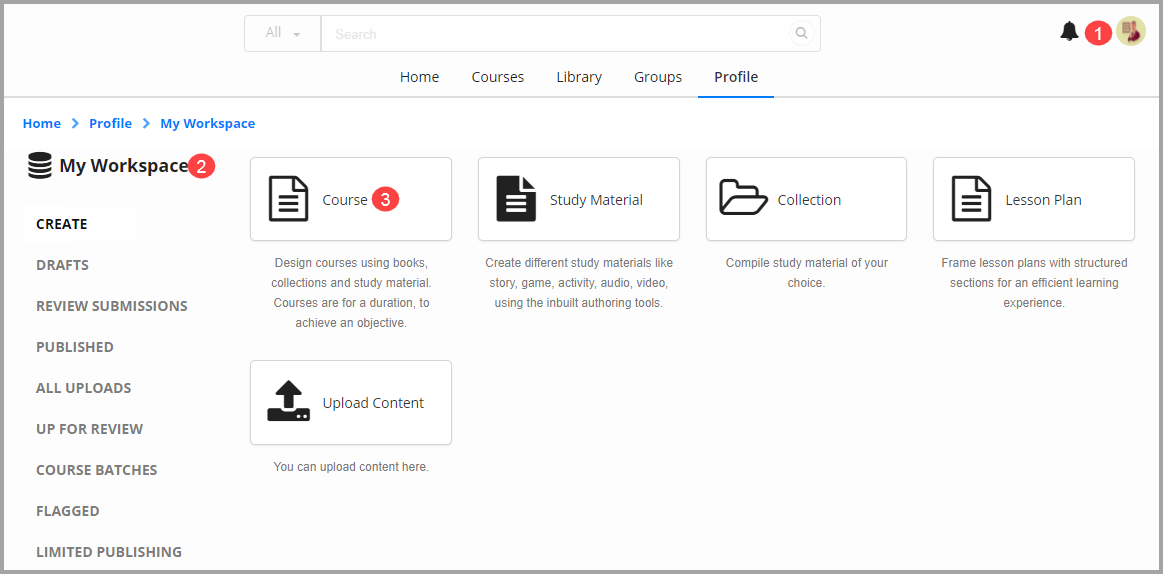 All
Search
1
Home Courses Library Groups Profile
Home > Profile > My Workspace
My Workspace 2
CREATE
DRAFTS
REVIEW SUBMISSIONS
PUBLISHED
ALL UPLOADS
UP FOR REVIEW
COURSE BATCHES
FLAGGED
LIMITED PUBLISHING
Course 3
Design courses using books,
collections and study material.
Courses are for a duration, to
achieve an objective.
Study Material
Create different study materials like
story, game, activity, audio, video,
using the inbuilt authoring tools.
Collection
Compile study material of your
choice.
Lesson Plan
Frame lesson plans with structured
sections for an efficient learning
experience.
Upload Content
You can upload content here.